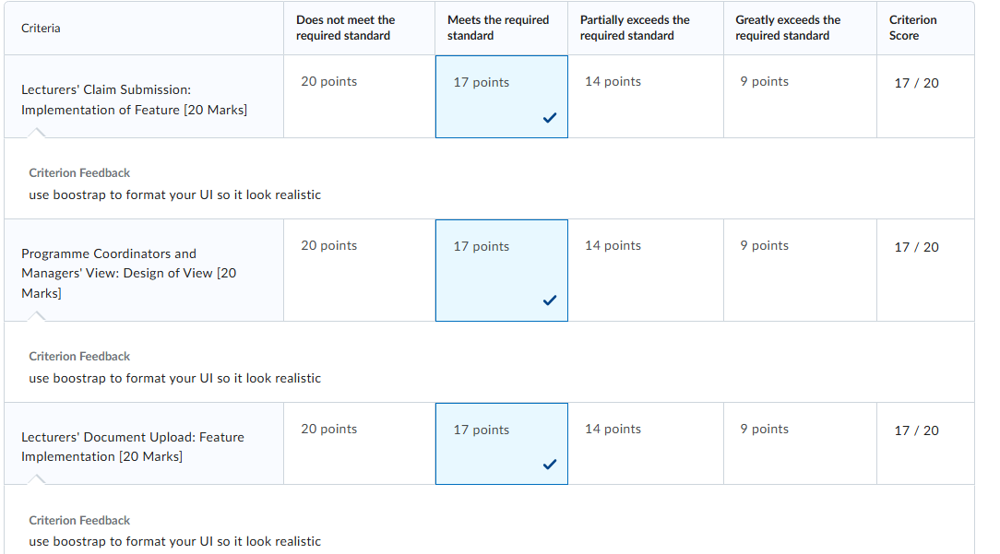 Criteria
Does not meet the required standard
Meets the required standard
Partially exceeds the required standard
Greatly exceeds the required standard
Criterion Score
Lecturers' Claim Submission:
Implementation of Feature [20 Marks]
20 points
17 points
14 points
9 points
17 / 20
Criterion Feedback
use boostrap to format your UI so it look realistic
Programme Coordinators and
Managers' View: Design of View [20
Marks]
20 points
17 points
14 points
9 points
17 / 20
Criterion Feedback
use boostrap to format your UI so it look realistic
Lecturers' Document Upload: Feature
Implementation [20 Marks]
20 points
17 points
14 points
9 points
17 / 20
Criterion Feedback
use boostrap to format your UI so it look realistic